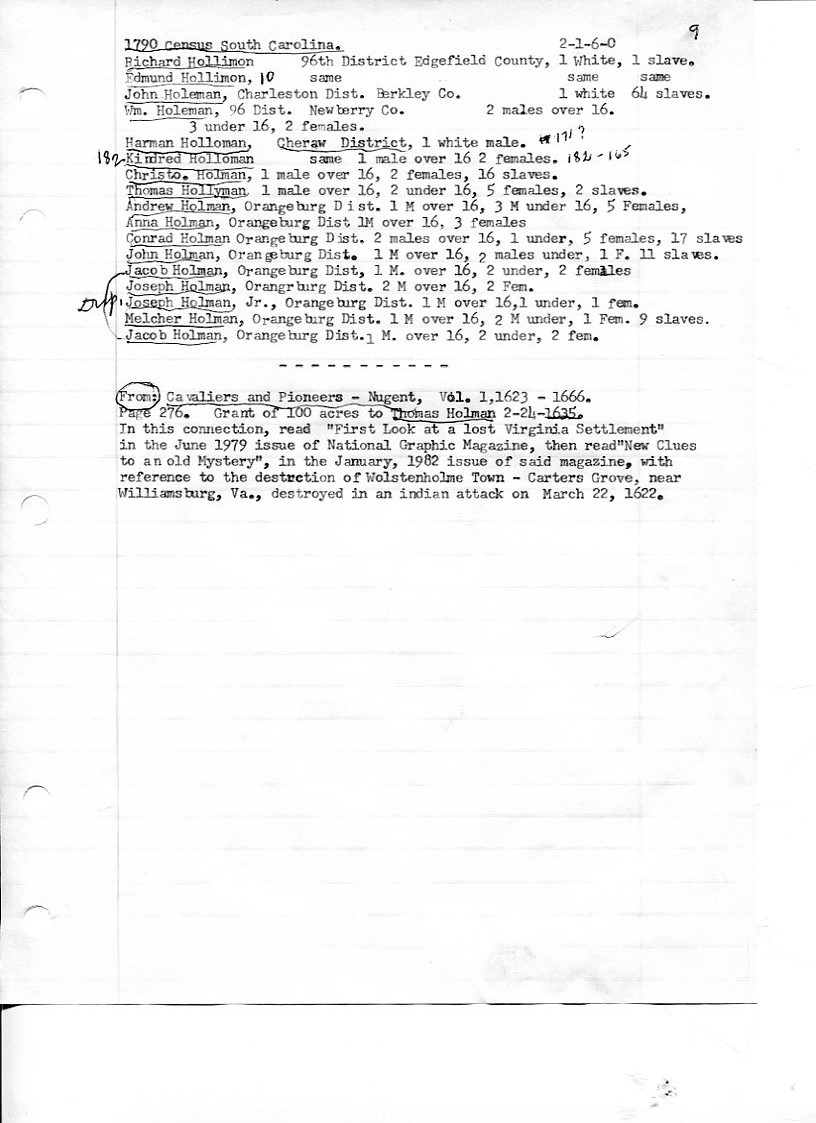 9
1790 Census South Carolina. 2-1-6-0
Richard Hollimon 96th District Edgefield County, 1 White, 1 slave.
Edmund Hollimon, 10 same same same
John Holeman, Charleston Dist. Berkley Co. 1 white 64 slaves.
Wm. Holeman, 96 Dist. Newberry Co. 2 males over 16.
3 under 16, 2 females.
Harman Holloman, Cheraw District, 1 white male. 171?
182 Kindred Holloman same 1 male over 16 2 females. 182-165
Christo. Holman, 1 male over 16, 2 females, 16 slaves.
Thomas Hollyman, 1 male over 16, 2 under 16, 5 females, 2 slaves.
Andrew Holman, Orangeburg Dist. 1 M over 16, 3 M under 16, 5 Females,
Anna Holman, Orangeburg Dist 1M over 16, 3 females
Conrad Holman Orangeburg Dist. 2 males over 16, 1 under, 5 females, 17 slaves
John Holman, Orangeburg Dist. 1 M over 16, 2 males under, 1 F. 11 slaves.
Jacob Holman, Orangeburg Dist, 1 M. over 16, 2 under, 2 females
Joseph Holman, Orangrburg Dist. 2 M over 16, 2 Fem.
Dup. Joseph Holman, Jr., Orangeburg Dist. 1 M over 16,1 under, 1 fem.
Melcher Holman, Orangeburg Dist. 1 M over 16, 2 M under, 1 Fem. 9 slaves.
Jacob Holman, Orangeburg Dist.1 M. over 16, 2 under, 2 fem.
- - - - - - - - - - -
From: Cavaliers and Pioneers - Nugent, Vol. 1,1623 - 1666.
Page 276. Grant of 100 acres to Thomas Holman 2-24-1635.
In this connection, read "First Look at a lost Virginia Settlement"
in the June 1979 issue of National Graphic Magazine, then read"New Clues
to an old Mystery", in the January, 1982 issue of said magazine, with
reference to the destrction of Wolstenholme Town - Carters Grove, near
Williamsburg, Va., destroyed in an indian attack on March 22, 1622.